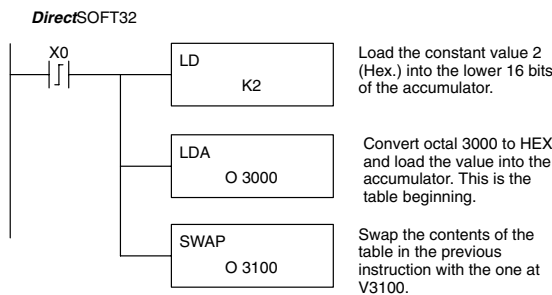 DirectSOFT32
X0
LD
K2
Load the constant value 2
(Hex.) into the lower 16 bits
of the accumulator.
LDA
O 3000
Convert octal 3000 to HEX
and load the value into the
accumulator. This is the
table beginning.
SWAP
O 3100
Swap the contents of the
table in the previous
instruction with the one at
V3100.